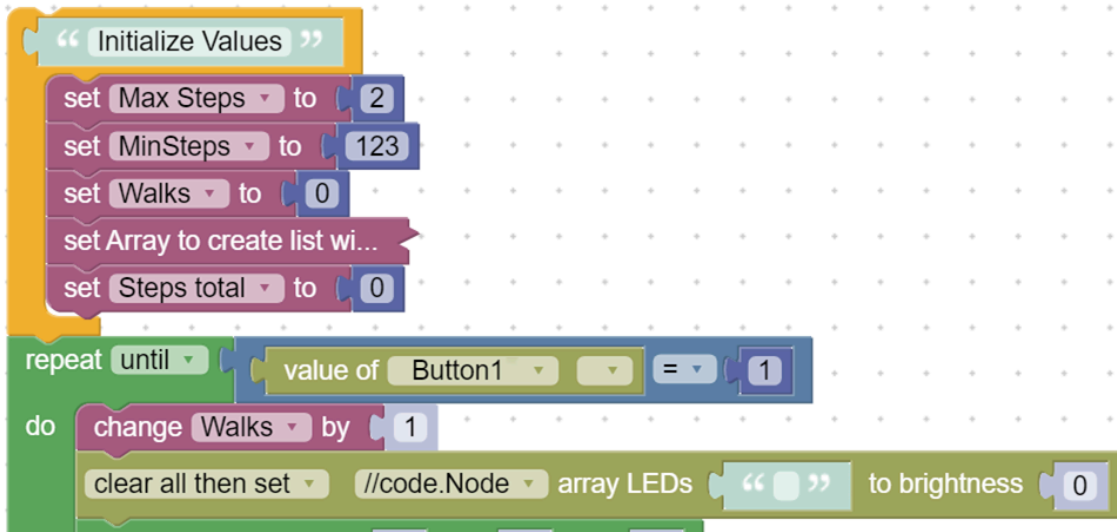 “ Initialize Values ”
set Max Steps to 2
set MinSteps to 123
set Walks to 0
set Array to create list wi...
set Steps total to 0
repeat until value of Button1 = 1
do change Walks by 1
clear all then set //code.Node array LEDs “ ” to brightness 0